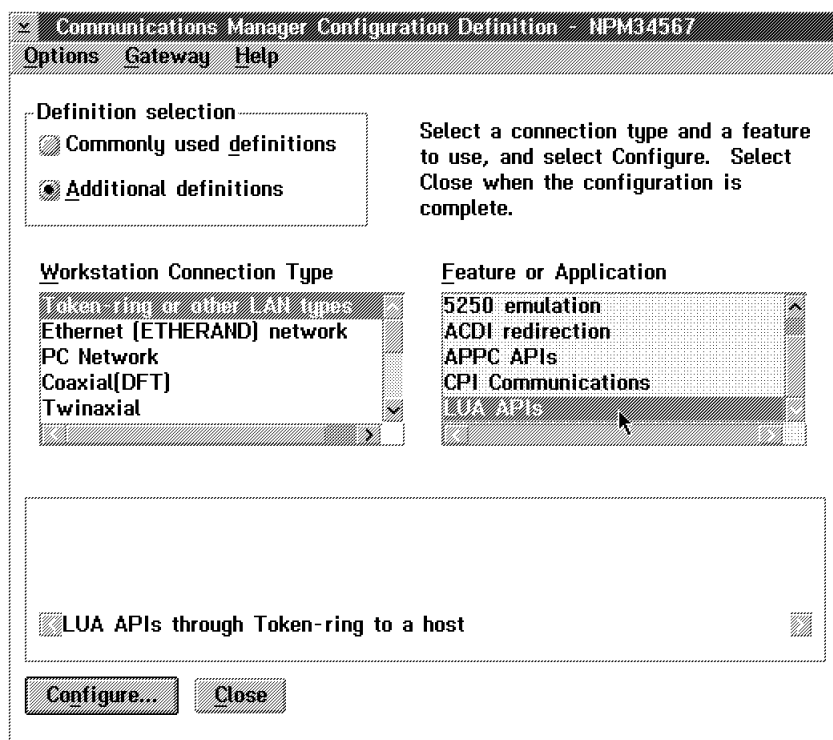 Communications Manager Configuration Definition - NPM34567
Options Gateway Help
Definition selection
Commonly used definitions
Additional definitions
Select a connection type and a feature
to use, and select Configure. Select
Close when the configuration is
complete.
Workstation Connection Type
Token-ring or other LAN types
Ethernet (ETHERAND) network
PC Network
Coaxial(DFT)
Twinaxial
Feature or Application
5250 emulation
ACDI redirection
APPC APIs
CPI Communications
LUA APIs
LUA APIs through Token-ring to a host
Configure... Close